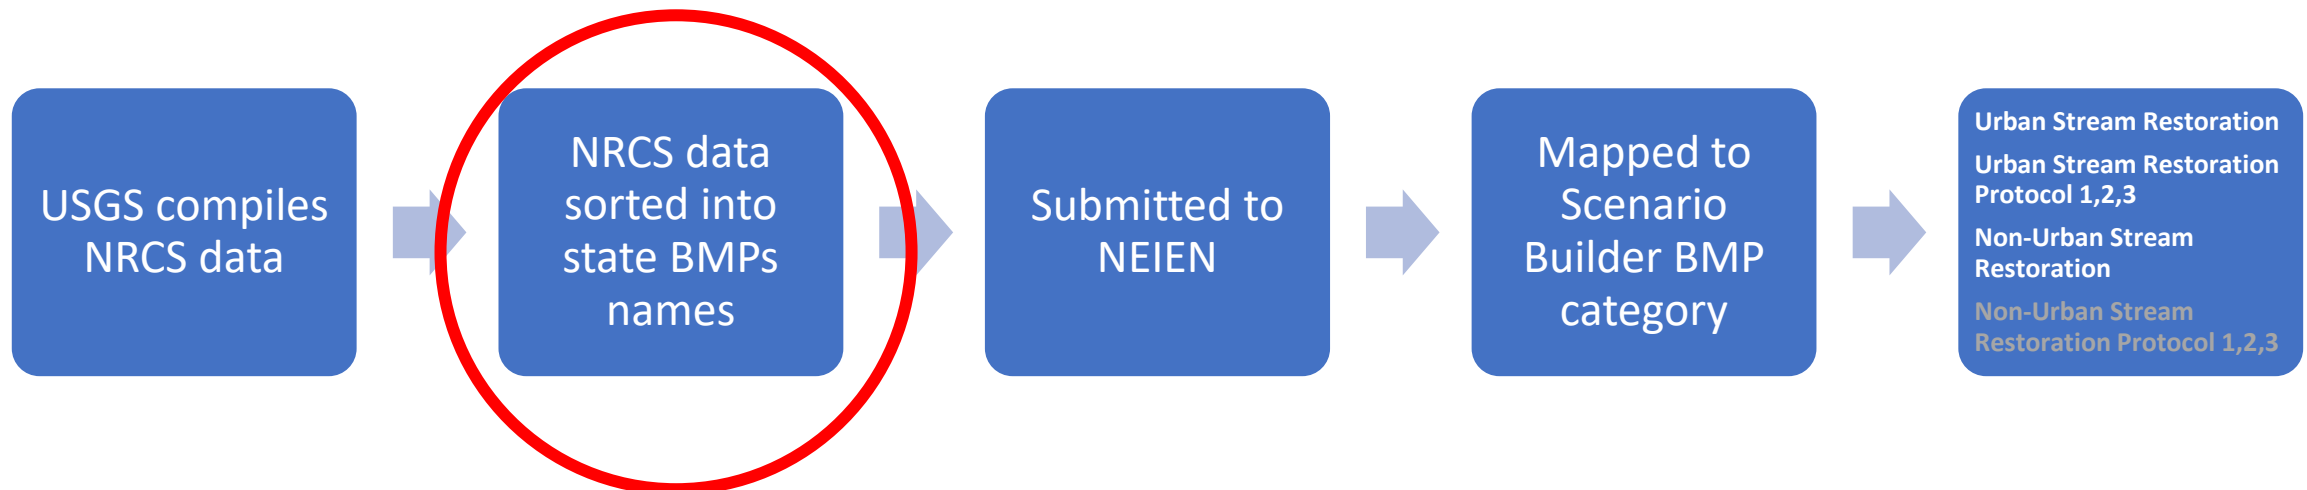 USGS compiles
NRCS data
NRCS data
sorted into
state BMPs
names
Submitted to
NEIEN
Mapped to
Scenario
Builder BMP
category
Urban Stream Restoration
Urban Stream Restoration
Protocol 1,2,3
Non-Urban Stream
Restoration
Non-Urban Stream
Restoration Protocol 1,2,3